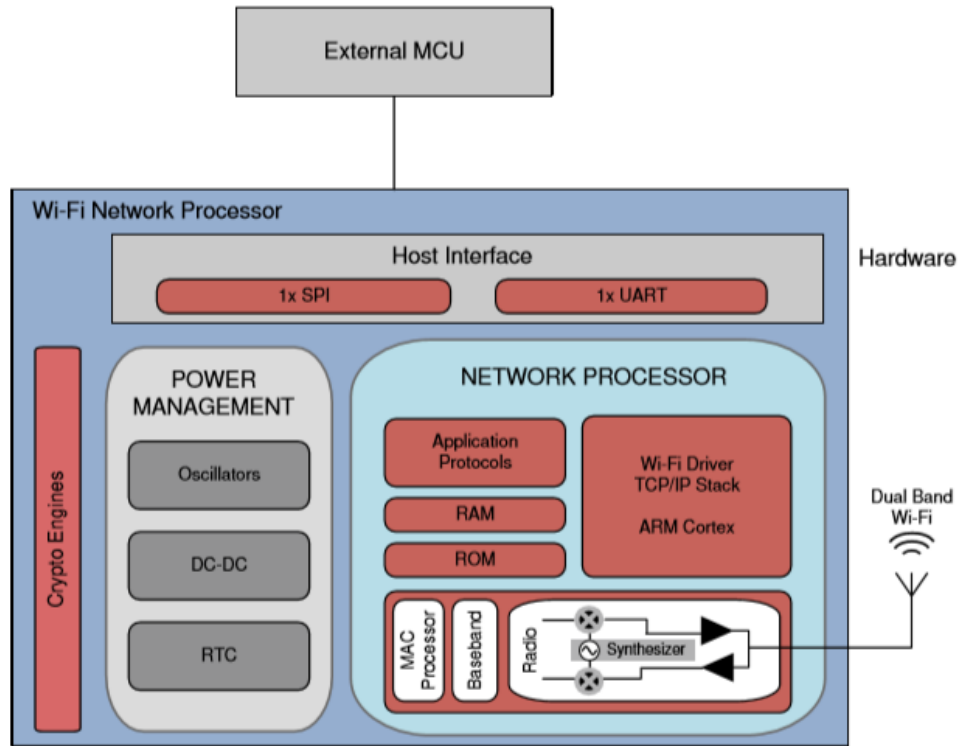 External MCU
Wi-Fi Network Processor
Host Interface
Hardware
1x SPI
1x UART
Crypto Engines
POWER
MANAGEMENT
Oscillators
DC-DC
RTC
NETWORK PROCESSOR
Application
Protocols
RAM
ROM
Wi-Fi Driver
TCP/IP Stack
ARM Cortex
MAC
Processor
Baseband
Radio
Synthesizer
Dual Band
Wi-Fi